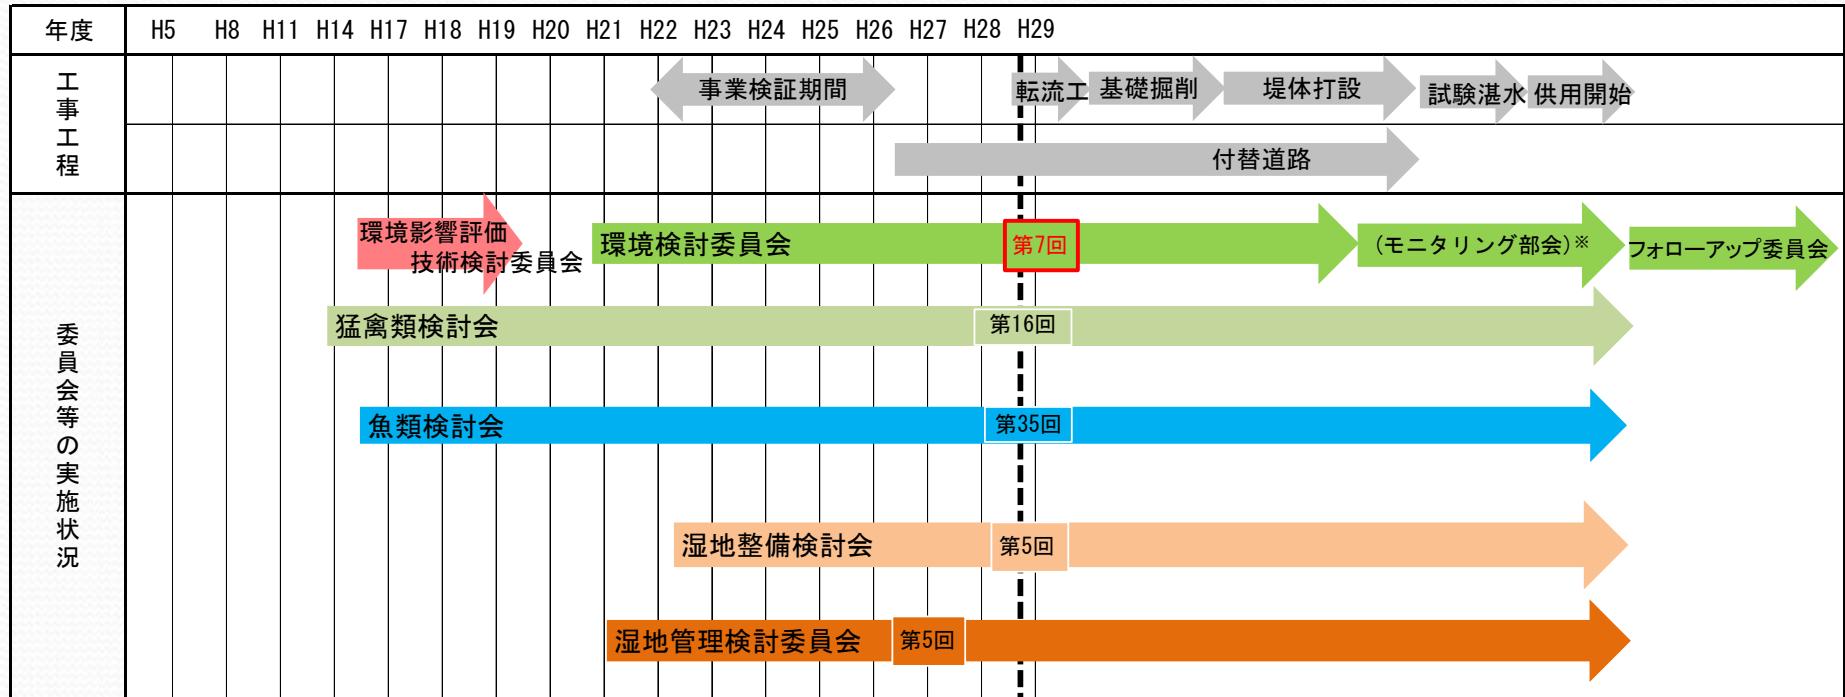 年度 H5 H8 H11 H14 H17 H18 H19 H20 H21 H22 H23 H24 H25 H26 H27 H28 H29
工事工程
事業検証期間 転流工 基礎掘削 堤体打設 試験湛水 供用開始
付替道路
委員会等の実施状況
環境影響評価
技術検討委員会
環境検討委員会 第7回 (モニタリング部会)※ フォローアップ委員会
猛禽類検討会 第16回
魚類検討会 第35回
湿地整備検討会 第5回
湿地管理検討委員会 第5回